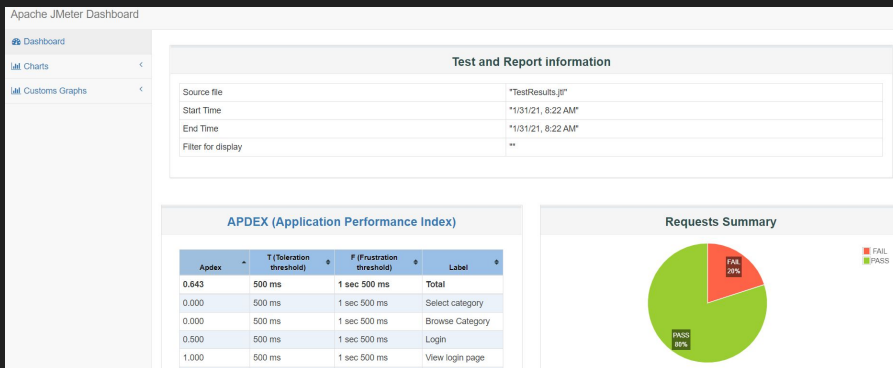 Apache JMeter Dashboard
Dashboard
Charts
Customs Graphs
Test and Report information
Source file "TestResults.jtl"
Start Time "1/31/21, 8:22 AM"
End Time "1/31/21, 8:22 AM"
Filter for display ""
APDEX (Application Performance Index)
Apdex T (Toleration threshold) F (Frustration threshold) Label
0.643 500 ms 1 sec 500 ms Total
0.000 500 ms 1 sec 500 ms Select category
0.000 500 ms 1 sec 500 ms Browse Category
0.500 500 ms 1 sec 500 ms Login
1.000 500 ms 1 sec 500 ms View login page
Requests Summary
FAIL
20%
PASS
80%
FAIL
PASS